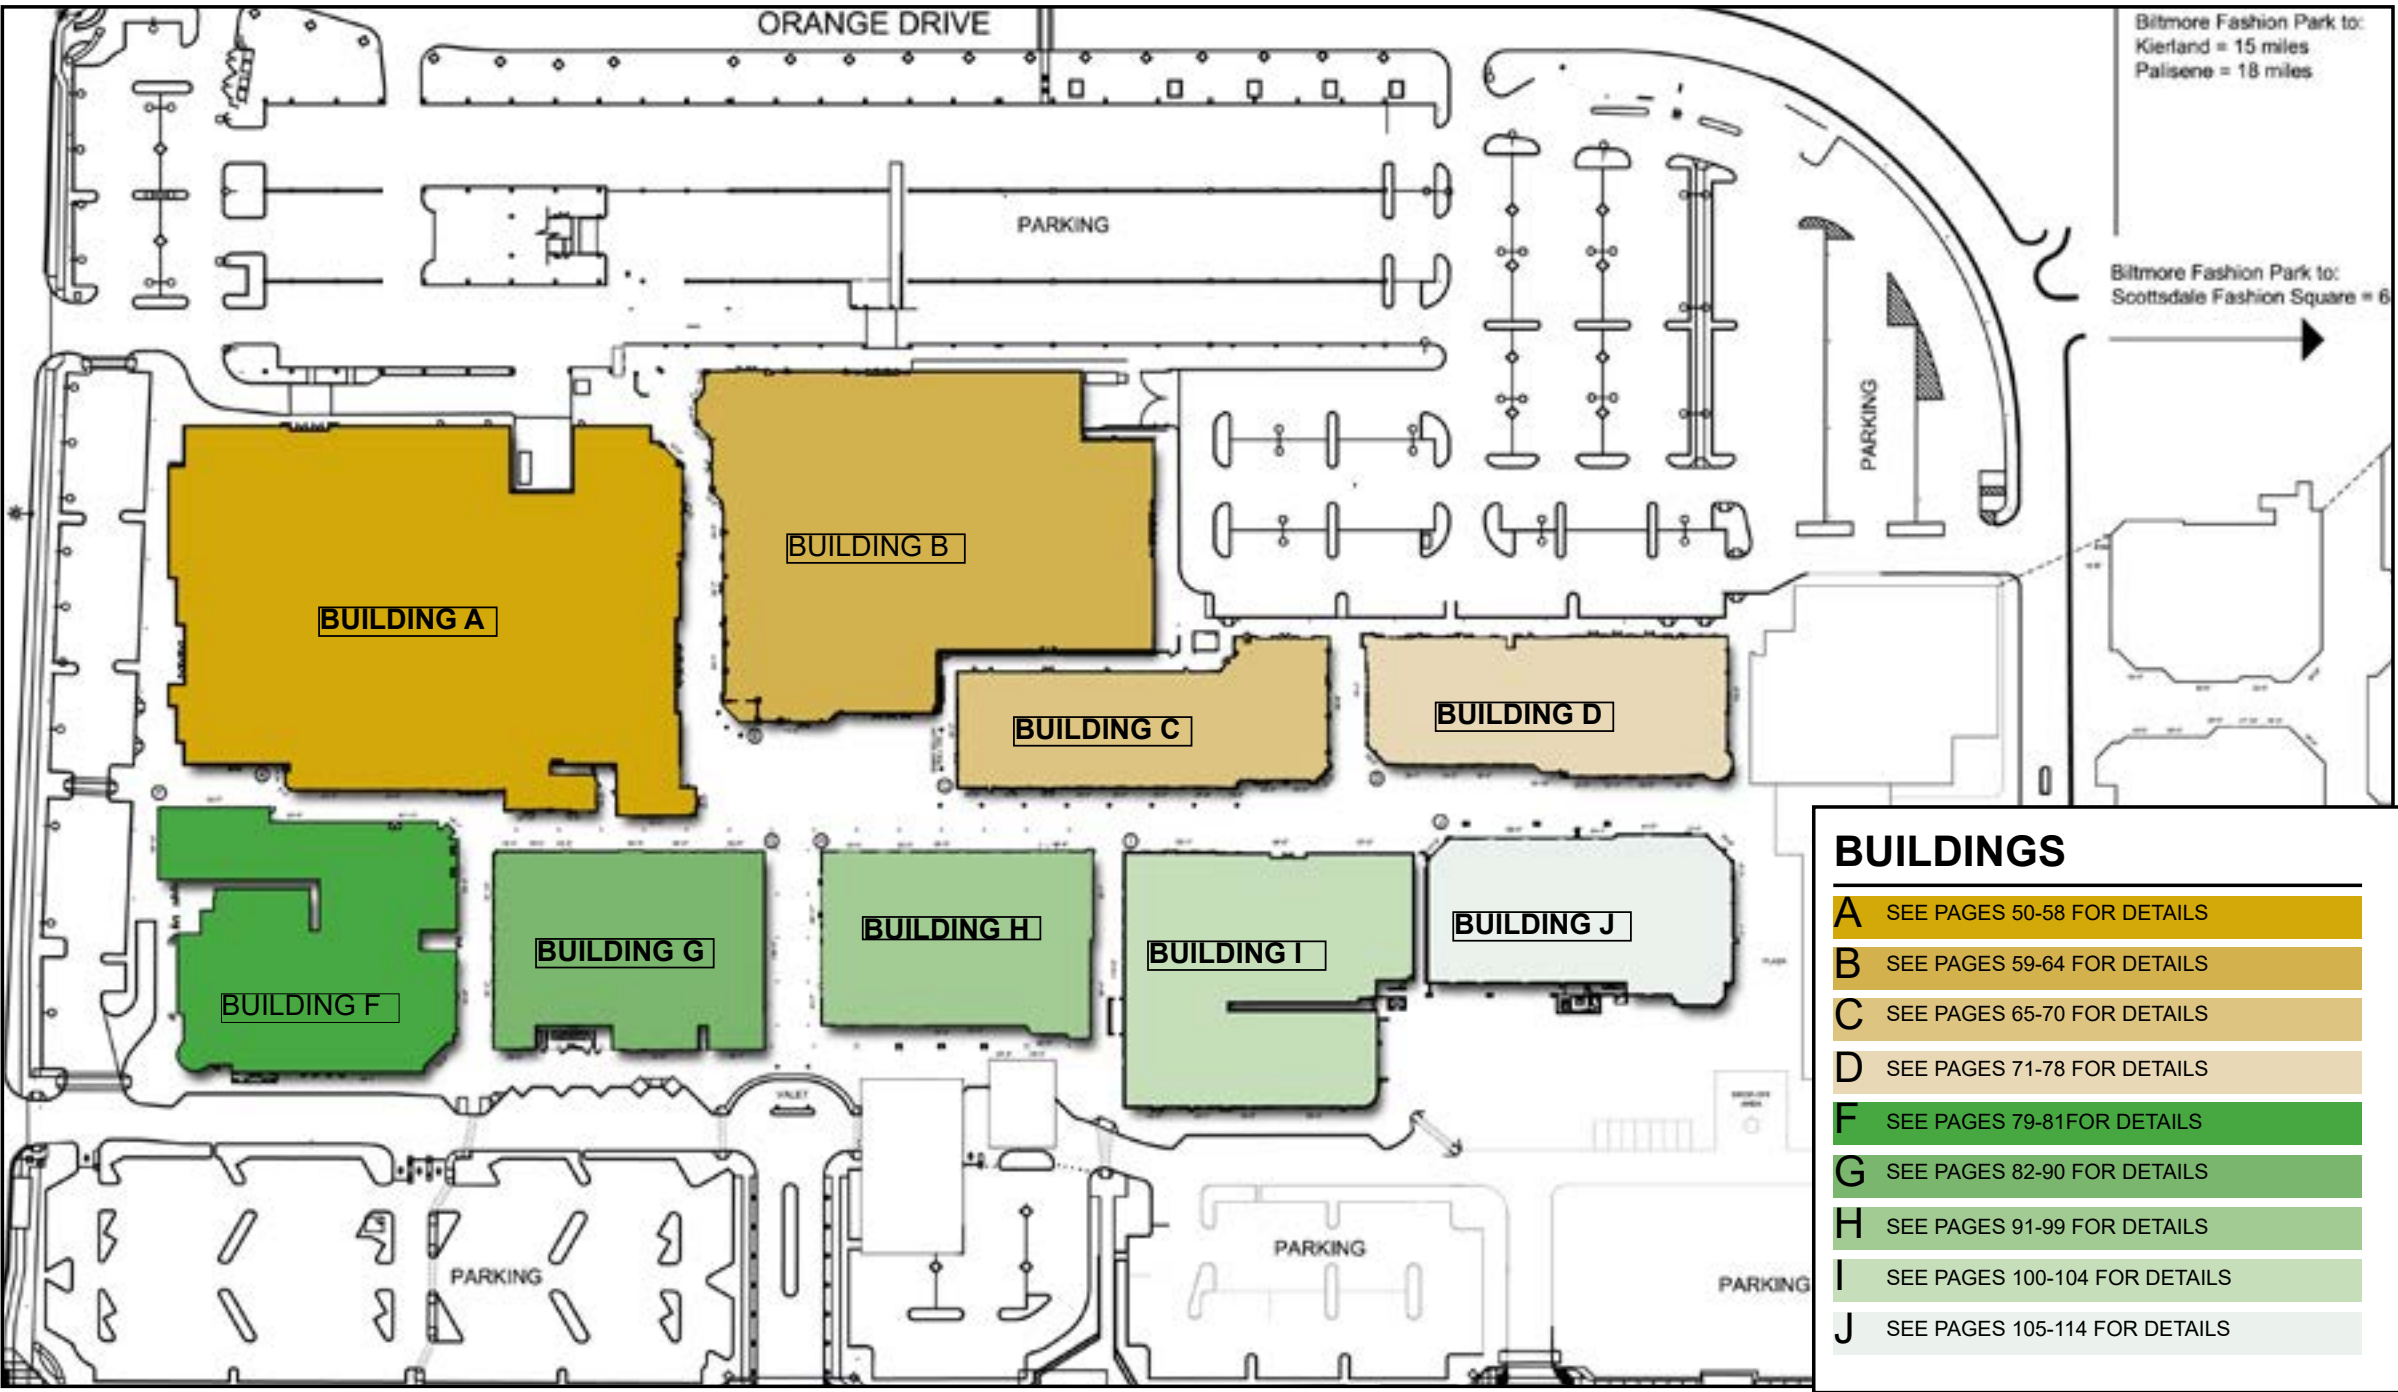 ORANGE DRIVE
Biltmore Fashion Park to:
Kierland = 15 miles
Palisene = 18 miles
PARKING
Biltmore Fashion Park to:
Scottsdale Fashion Square = 6
PARKING
BUILDING B
BUILDING A
BUILDING C
BUILDING D
BUILDING F
BUILDING G
BUILDING H
BUILDING I
BUILDING J
VALET
PARKING
PARKING
PARKING
BUILDINGS
A SEE PAGES 50-58 FOR DETAILS
B SEE PAGES 59-64 FOR DETAILS
C SEE PAGES 65-70 FOR DETAILS
D SEE PAGES 71-78 FOR DETAILS
F SEE PAGES 79-81FOR DETAILS
G SEE PAGES 82-90 FOR DETAILS
H SEE PAGES 91-99 FOR DETAILS
I SEE PAGES 100-104 FOR DETAILS
J SEE PAGES 105-114 FOR DETAILS